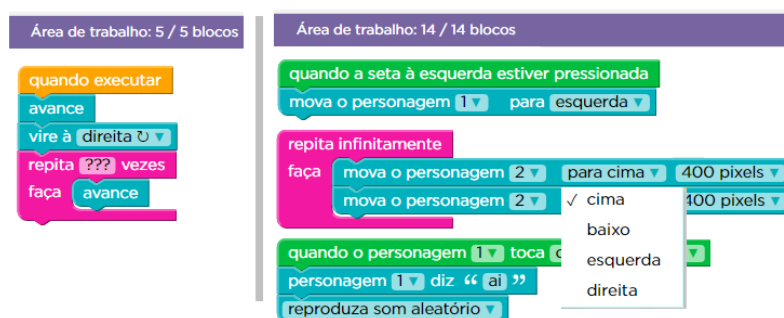 Área de trabalho: 5 / 5 blocos
quando executar
avance
vire à direita ↻ ▼
repita ??? vezes
faça avance
Área de trabalho: 14 / 14 blocos
quando a seta à esquerda estiver pressionada
mova o personagem 1 ▼ para esquerda ▼
repita infinitamente
faça mova o personagem 2 ▼ para cima ▼ 400 pixels ▼
mova o personagem 2 ▼ 400 pixels ▼
✓ cima
baixo
esquerda
direita
quando o personagem 1 ▼ toca
personagem 1 ▼ diz “ ai ”
reproduza som aleatório ▼